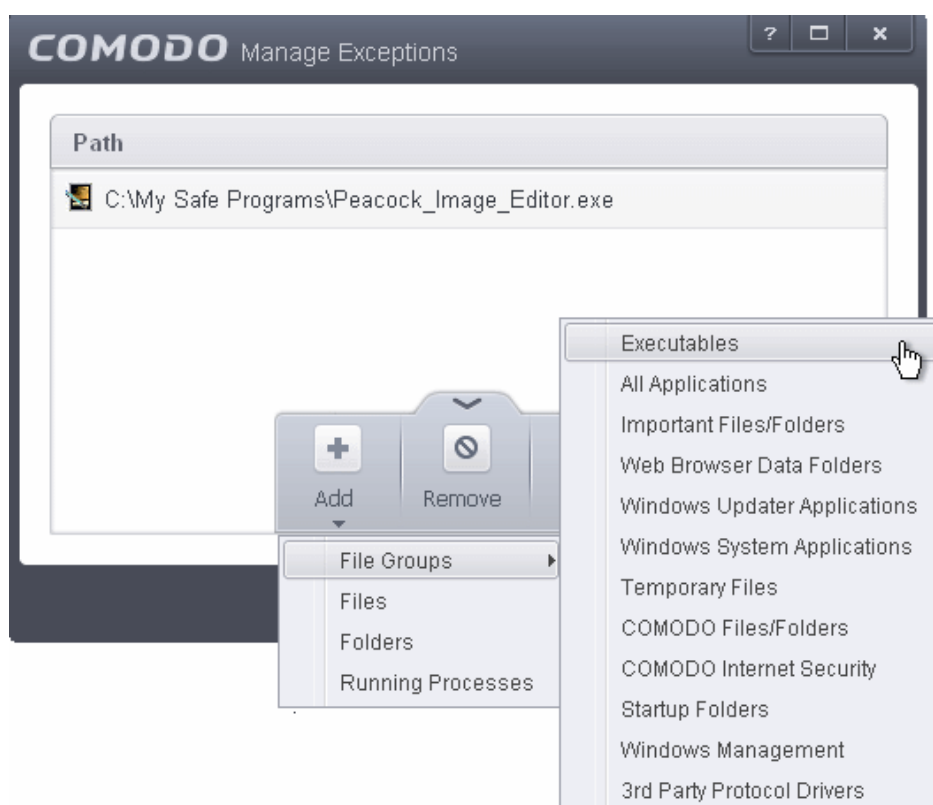 COMODO Manage Exceptions
?
x
Path
C:\My Safe Programs\Peacock_Image_Editor.exe
Add
Remove
File Groups
Files
Folders
Running Processes
Executables
All Applications
Important Files/Folders
Web Browser Data Folders
Windows Updater Applications
Windows System Applications
Temporary Files
COMODO Files/Folders
COMODO Internet Security
Startup Folders
Windows Management
3rd Party Protocol Drivers